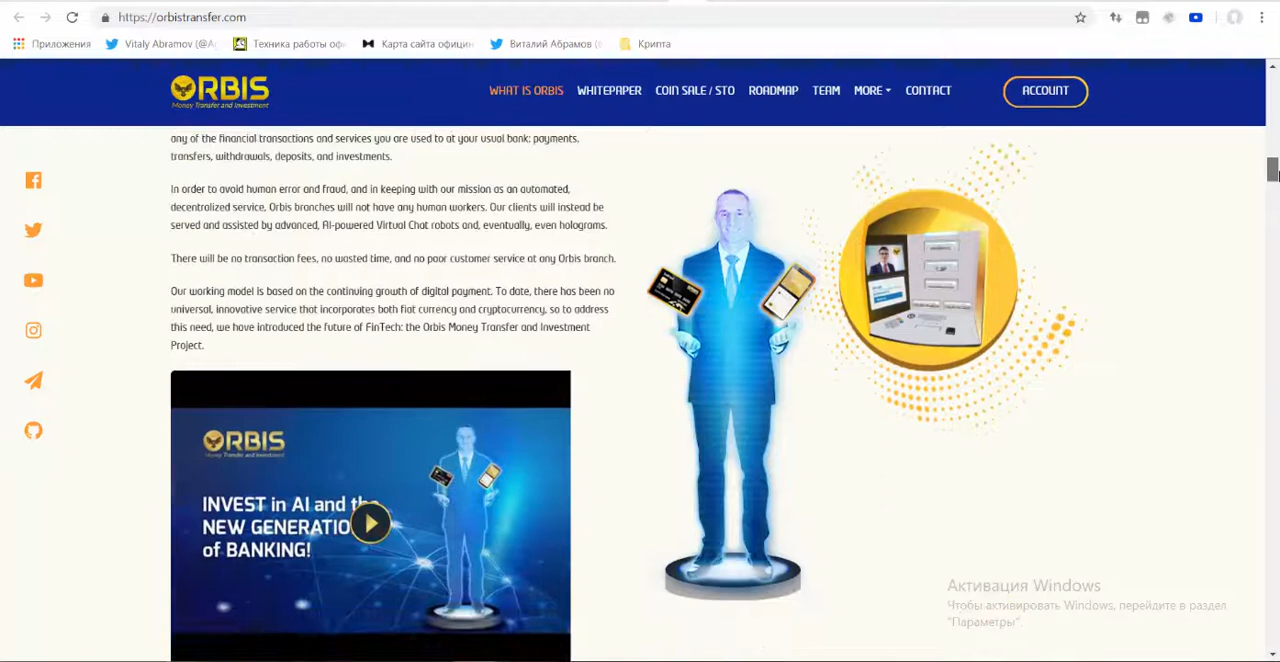 https://orbistransfer.com
Приложения
Vitaly Abramov (@A
Техника работы оф
Карта сайта официн
Виталий Абрамов (
Крипта
ORBIS
Money Transfer and Investment
WHAT IS ORBIS
WHITEPAPER
COIN SALE / STO
ROADMAP
TEAM
MORE
CONTACT
ACCOUNT
any of the financial transactions and services you are used to at your usual bank: payments,
transfers, withdrawals, deposits, and investments.
In order to avoid human error and fraud, and in keeping with our mission as an automated,
decentralized service, Orbis branches will not have any human workers. Our clients will instead be
served and assisted by advanced, AI-powered Virtual Chat robots and, eventually, even holograms.
There will be no transaction fees, no wasted time, and no poor customer service at any Orbis branch.
Our working model is based on the continuing growth of digital payment. To date, there has been no
universal, innovative service that incorporates both fiat currency and cryptocurrency, so to address
this need, we have introduced the future of FinTech: the Orbis Money Transfer and Investment
Project.
ORBIS
Money Transfer and Investment
INVEST in AI and the
NEW GENERATIO
of BANKING!
Активация Windows
Чтобы активировать Windows, перейдите в раздел
"Параметры".